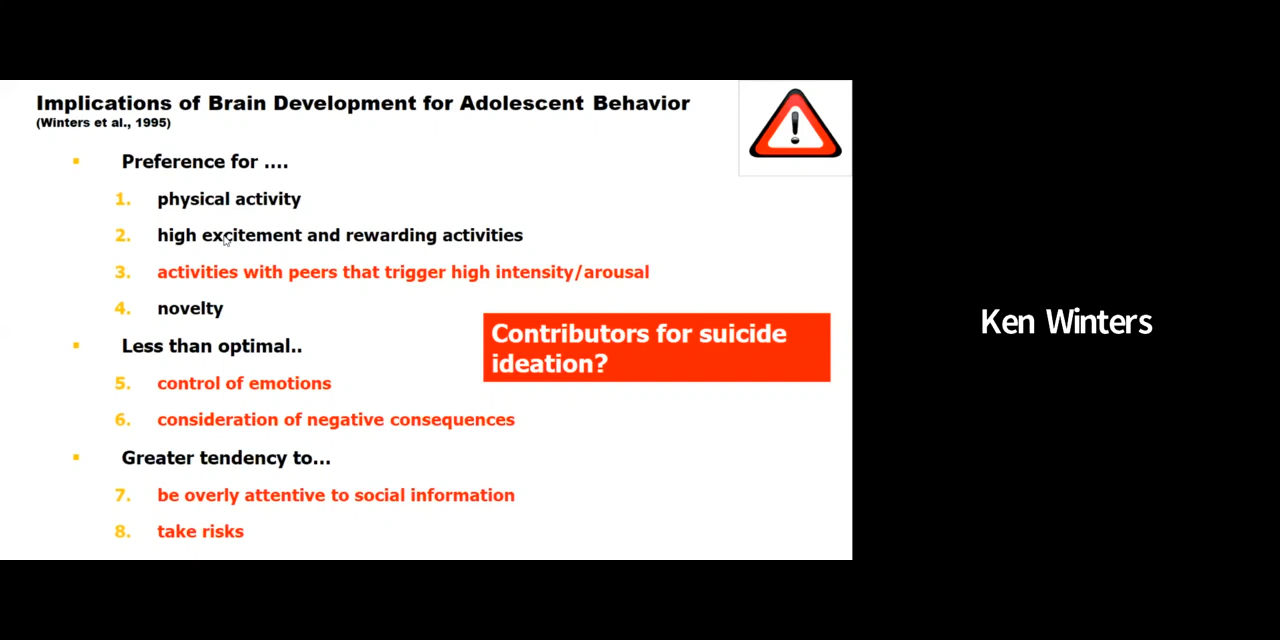 Implications of Brain Development for Adolescent Behavior
(Winters et al., 1995)
Preference for ....
1. physical activity
2. high excitement and rewarding activities
3. activities with peers that trigger high intensity/arousal
4. novelty
Contributors for suicide
ideation?
Less than optimal..
5. control of emotions
6. consideration of negative consequences
Greater tendency to...
7. be overly attentive to social information
8. take risks
Ken Winters